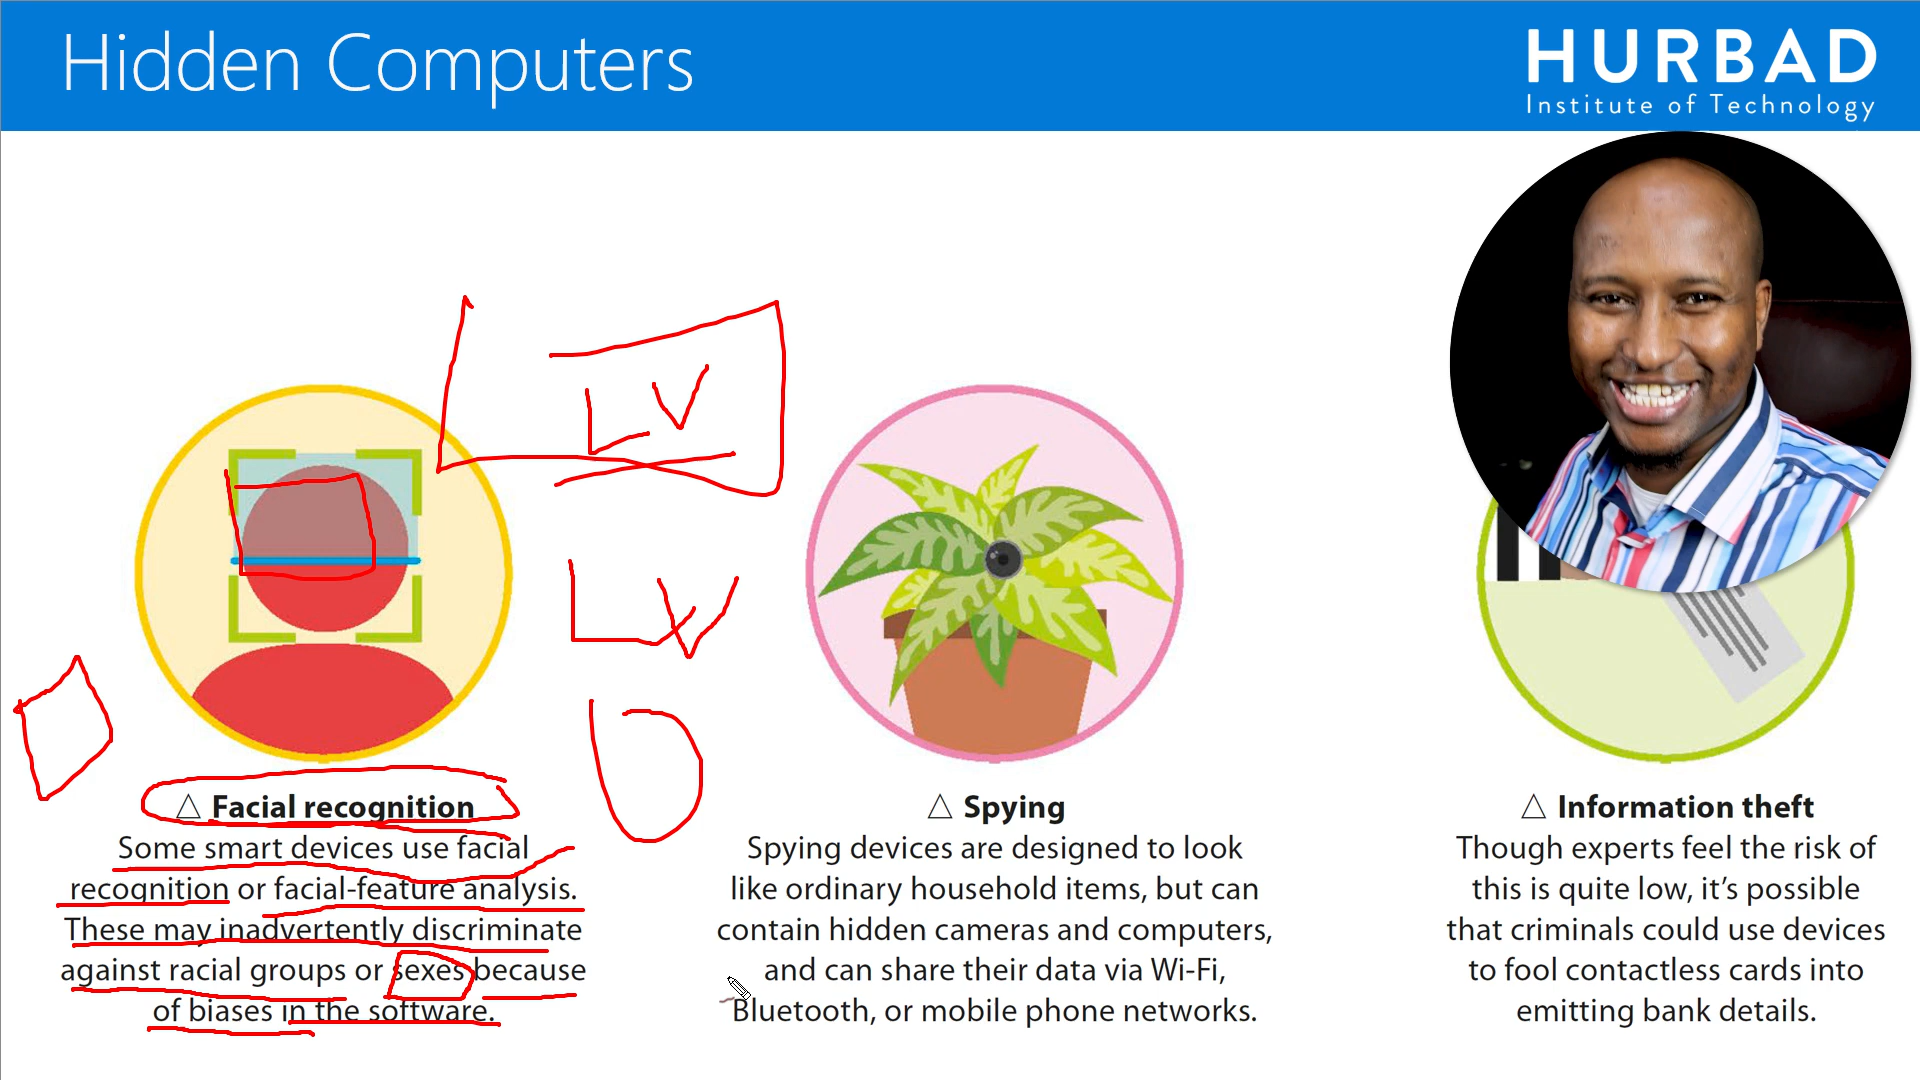 Hidden Computers
HURBAD
Institute of Technology
LV
LV
△ Facial recognition
Some smart devices use facial
recognition or facial-feature analysis.
These may inadvertently discriminate
against racial groups or sexes because
of biases in the software.
△ Spying
Spying devices are designed to look
like ordinary household items, but can
contain hidden cameras and computers,
and can share their data via Wi-Fi,
Bluetooth, or mobile phone networks.
△ Information theft
Though experts feel the risk of
this is quite low, it’s possible
that criminals could use devices
to fool contactless cards into
emitting bank details.